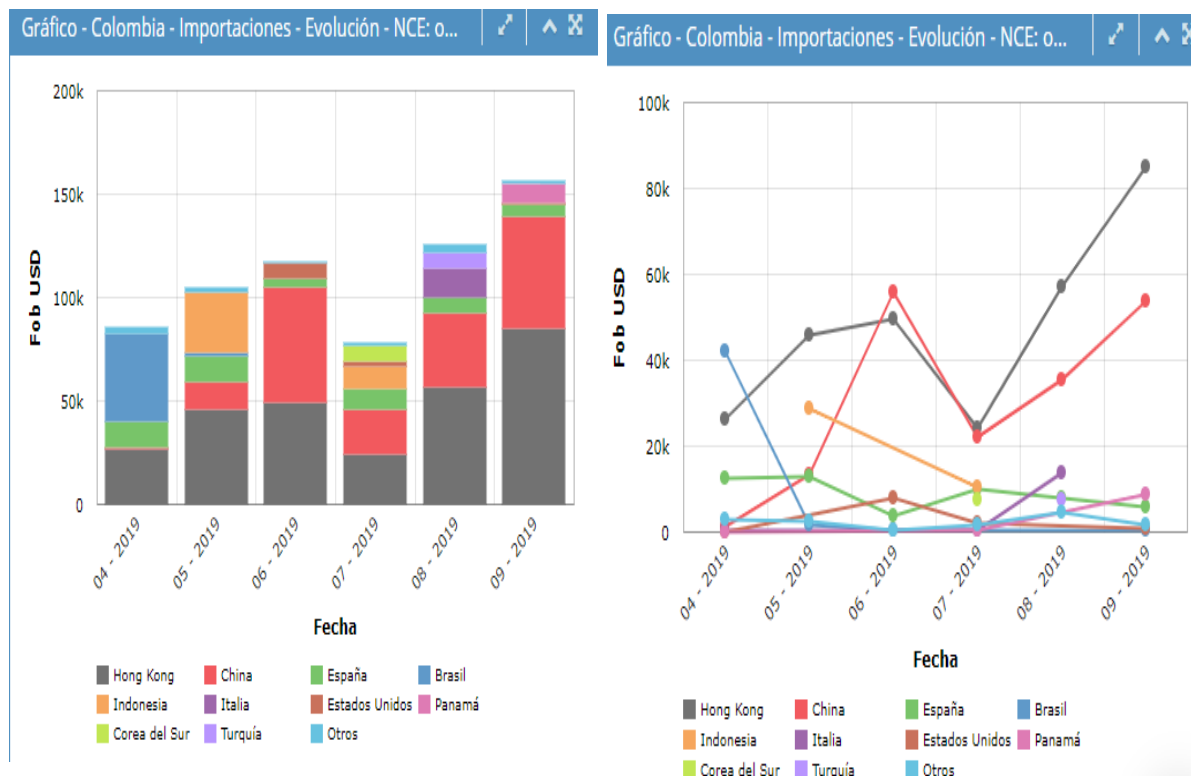 Gráfico - Colombia - Importaciones - Evolución - NCE: o...
200k
150k
100k
50k
0
Fob USD
04 - 2019
05 - 2019
06 - 2019
07 - 2019
08 - 2019
09 - 2019
Fecha
Hong Kong China España Brasil
Indonesia Italia Estados Unidos Panamá
Corea del Sur Turquía Otros
Gráfico - Colombia - Importaciones - Evolución - NCE: o...
100k
80k
60k
40k
20k
0
Fob USD
04 - 2019
05 - 2019
06 - 2019
07 - 2019
08 - 2019
09 - 2019
Fecha
Hong Kong China España Brasil
Indonesia Italia Estados Unidos Panamá
Corea del Sur Turquía Otros